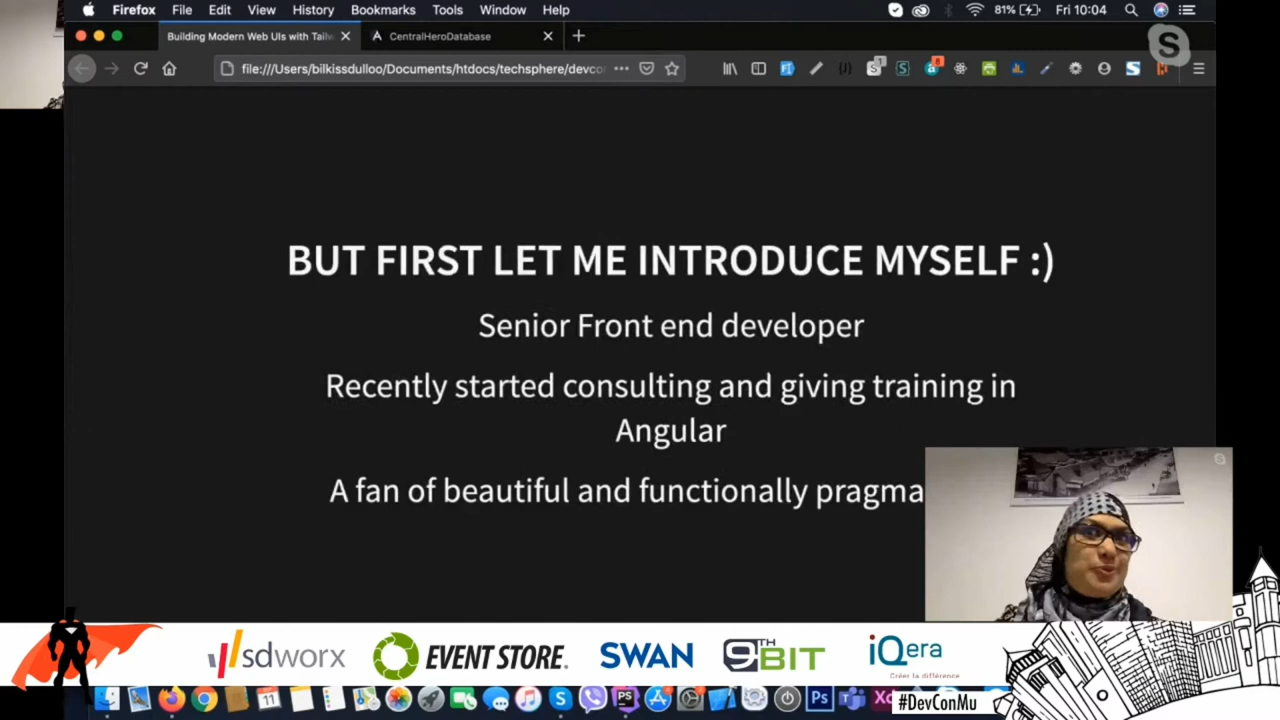 Firefox File Edit View History Bookmarks Tools Window Help 81% Fri 10:04
Building Modern Web UIs with Tailw CentralHeroDatabase
file:///Users/bilkissdulloo/Documents/htdocs/techsphere/devco
BUT FIRST LET ME INTRODUCE MYSELF :)
Senior Front end developer
Recently started consulting and giving training in
Angular
A fan of beautiful and functionally pragma
sdworx EVENT STORE. SWAN 9TH BIT iQera
Créer la différence
#DevConMu